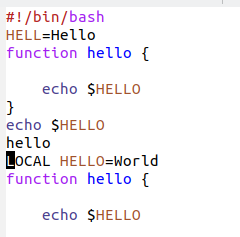 #!/bin/bash
HELL=Hello
function hello {
echo $HELLO
}
echo $HELLO
hello
LOCAL HELLO=World
function hello {
echo $HELLO